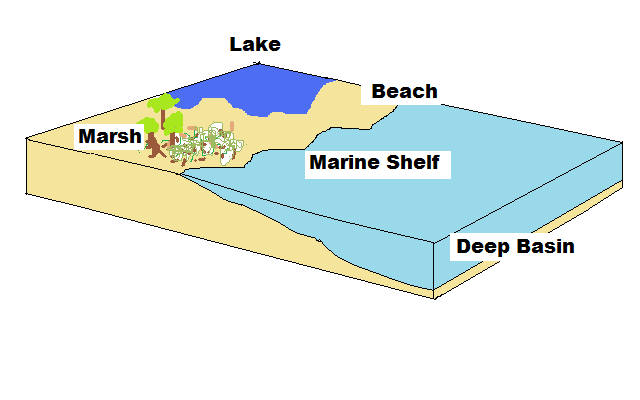 Lake
Beach
Marsh
Marine Shelf
Deep Basin